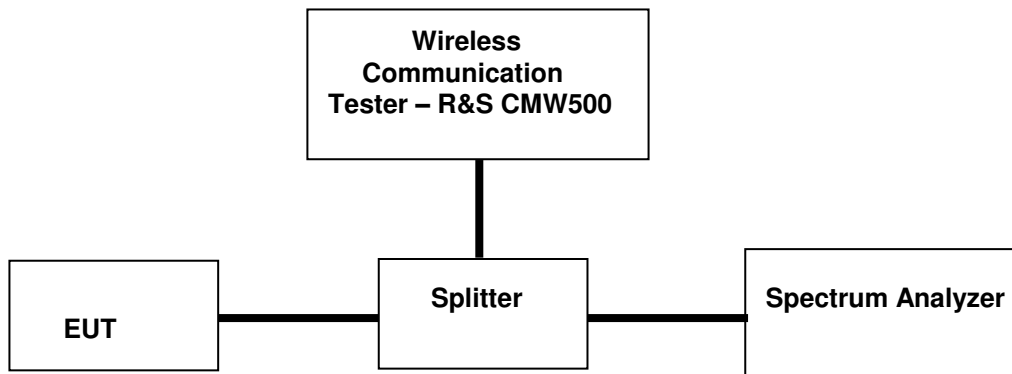 Wireless
Communication
Tester – R&S CMW500
EUT
Splitter
Spectrum Analyzer